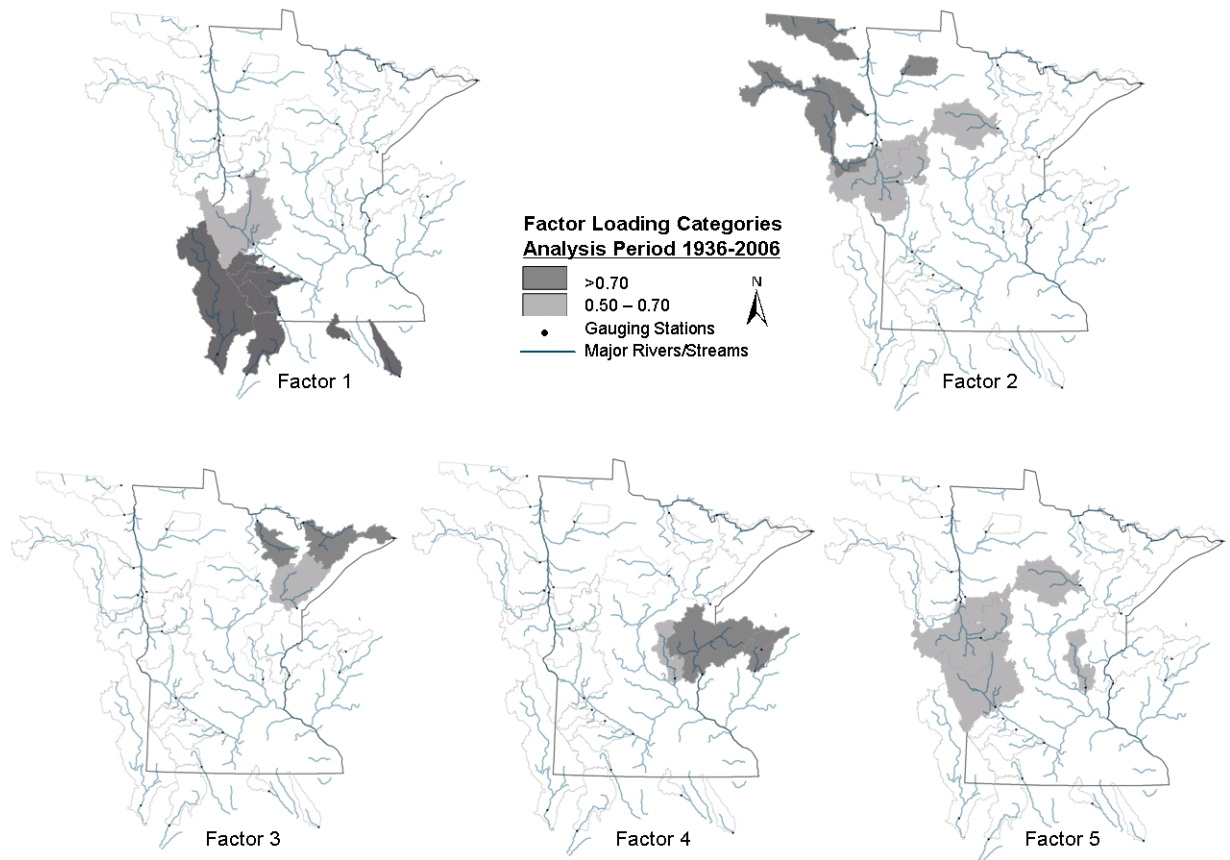 Factor Loading Categories
Analysis Period 1936-2006
>0.70
0.50 – 0.70
Gauging Stations
Major Rivers/Streams
N
Factor 1
Factor 2
Factor 3
Factor 4
Factor 5